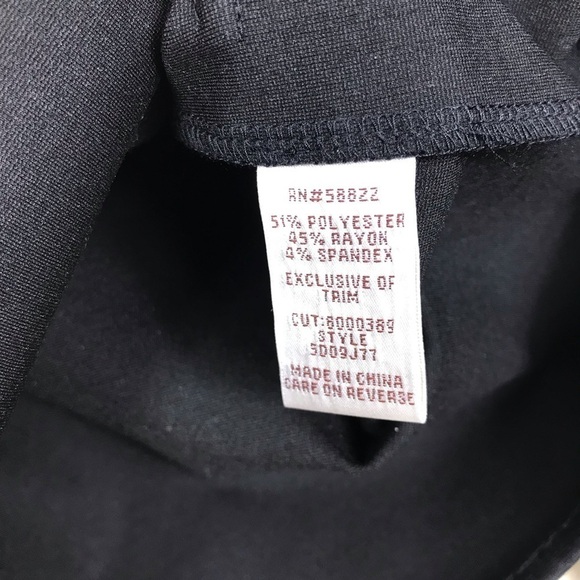 RN#58822
51% POLYESTER
45% RAYON
4% SPANDEX
EXCLUSIVE OF
TRIM
CUT:8000389
STYLE
5D09J77
MADE IN CHINA
CARE ON REVERSE